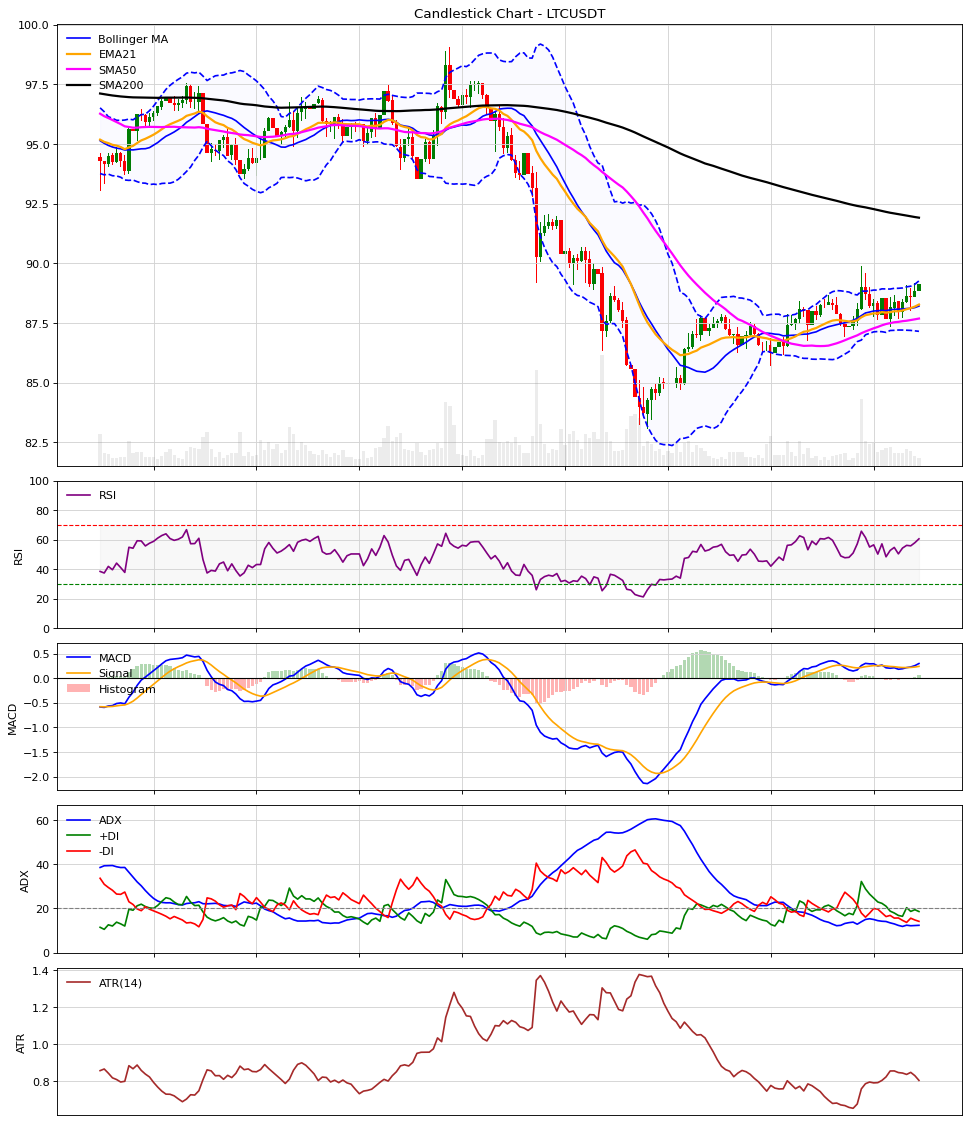 Candlestick Chart - LTCUSDT
100.0
97.5
95.0
92.5
90.0
87.5
85.0
82.5
Bollinger MA
EMA21
SMA50
SMA200
100
80
60
40
20
0
RSI
RSI
0.5
0.0
−0.5
−1.0
−1.5
−2.0
MACD
MACD
Signal
Histogram
60
40
20
0
ADX
ADX
+DI
-DI
1.4
1.2
1.0
0.8
ATR
ATR(14)